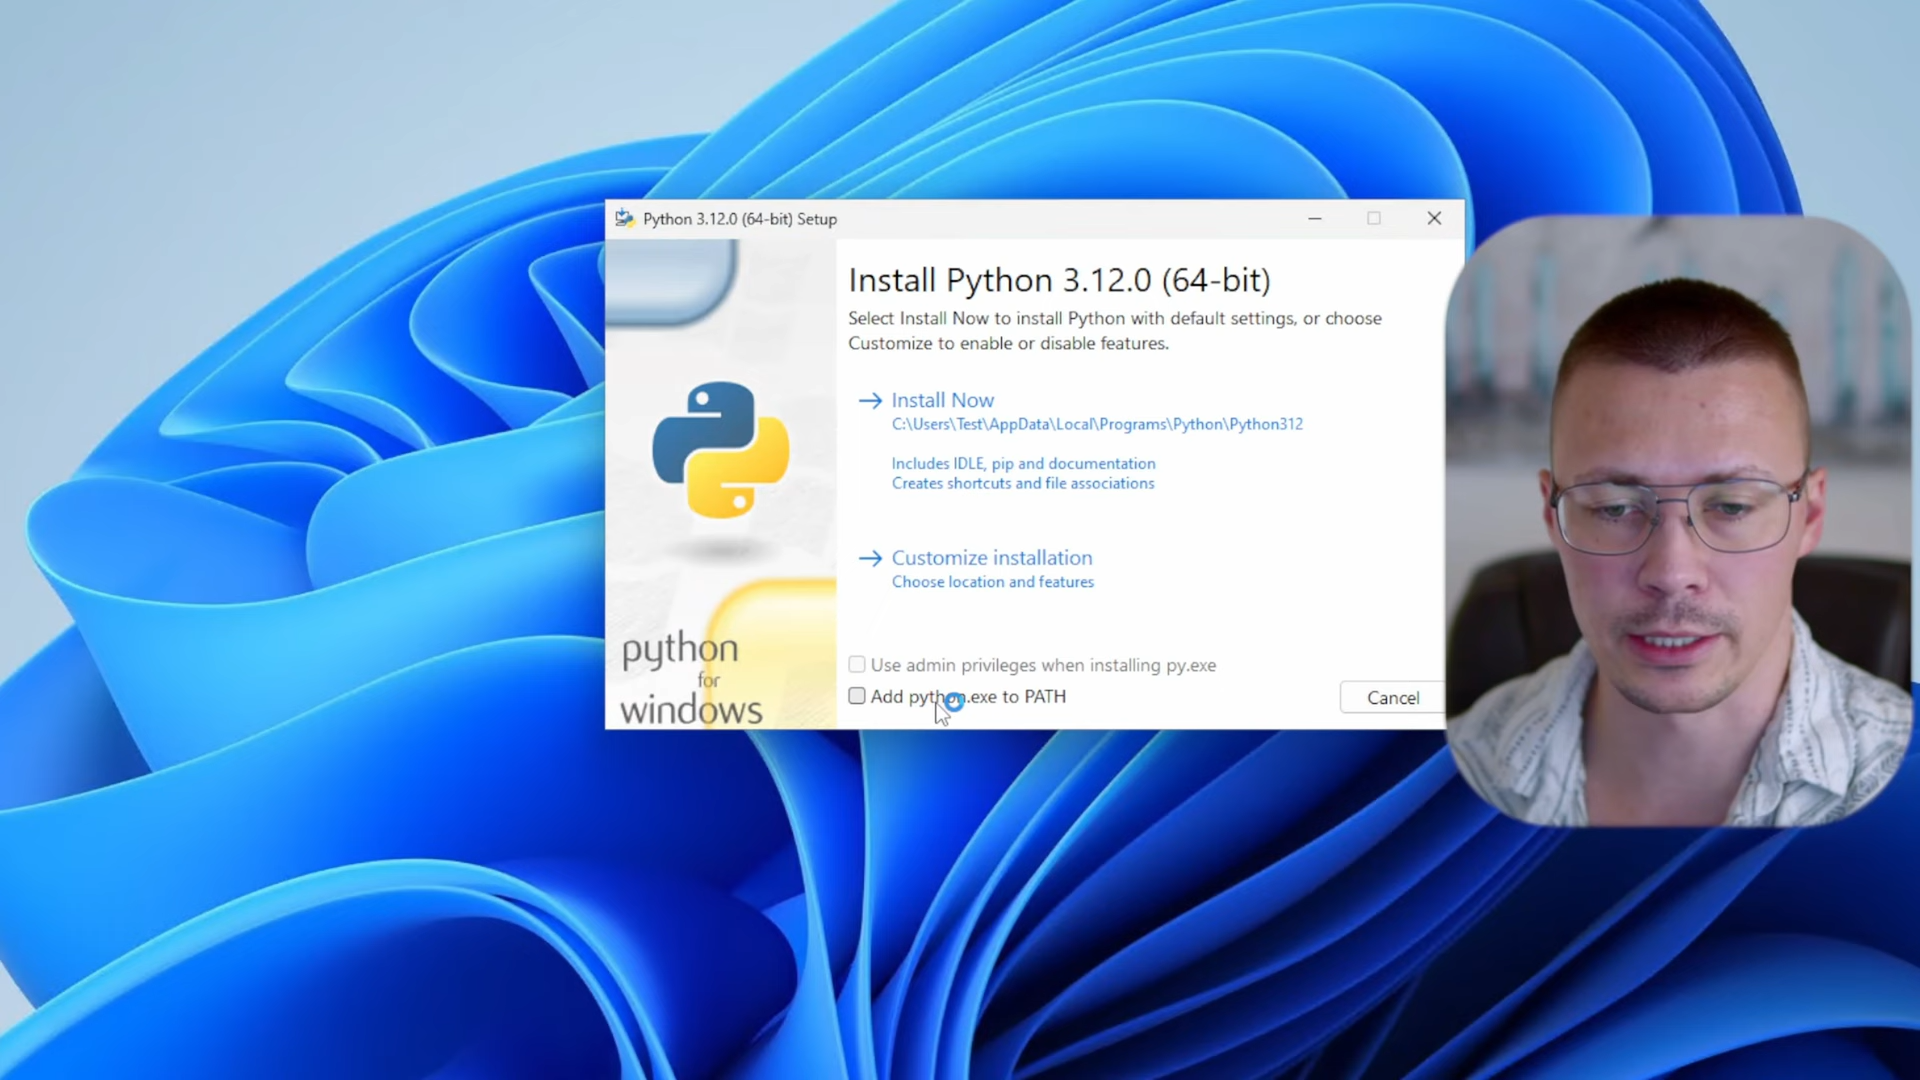 Python 3.12.0 (64-bit) Setup
Install Python 3.12.0 (64-bit)
Select Install Now to install Python with default settings, or choose
Customize to enable or disable features.
Install Now
C:\Users\Test\AppData\Local\Programs\Python\Python312
Includes IDLE, pip and documentation
Creates shortcuts and file associations
Customize installation
Choose location and features
Use admin privileges when installing py.exe
Add python.exe to PATH
Cancel
python
for
windows